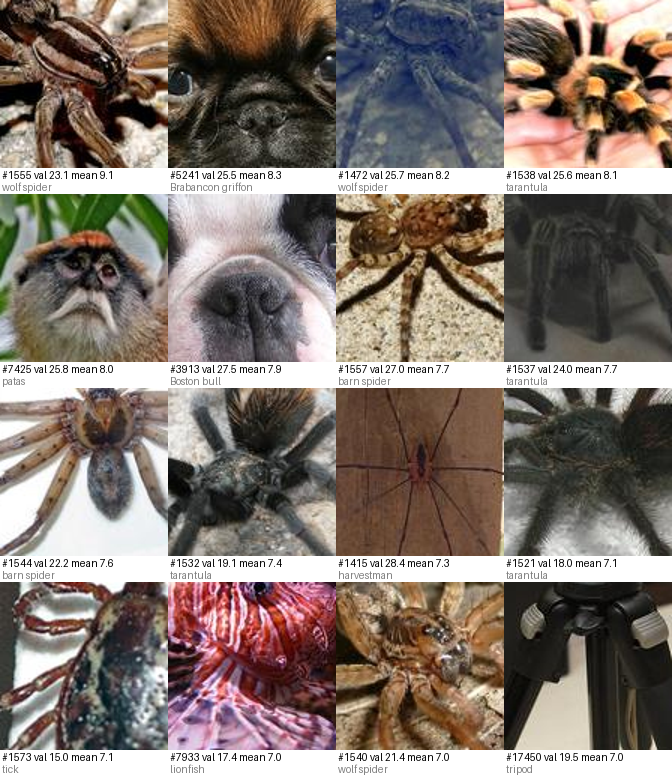 #1555 val 23.1 mean 9.1
wolf spider
#5241 val 25.5 mean 8.3
Brabancon griffon
#1472 val 25.7 mean 8.2
wolf spider
#1538 val 25.6 mean 8.1
tarantula
#7425 val 25.8 mean 8.0
patas
#3913 val 27.5 mean 7.9
Boston bull
#1557 val 27.0 mean 7.7
barn spider
#1537 val 24.0 mean 7.7
tarantula
#1544 val 22.2 mean 7.6
barn spider
#1532 val 19.1 mean 7.4
tarantula
#1415 val 28.4 mean 7.3
harvestman
#1521 val 18.0 mean 7.1
tarantula
#1573 val 15.0 mean 7.1
tick
#7933 val 17.4 mean 7.0
lionfish
#1540 val 21.4 mean 7.0
wolf spider
#17450 val 19.5 mean 7.0
tripod